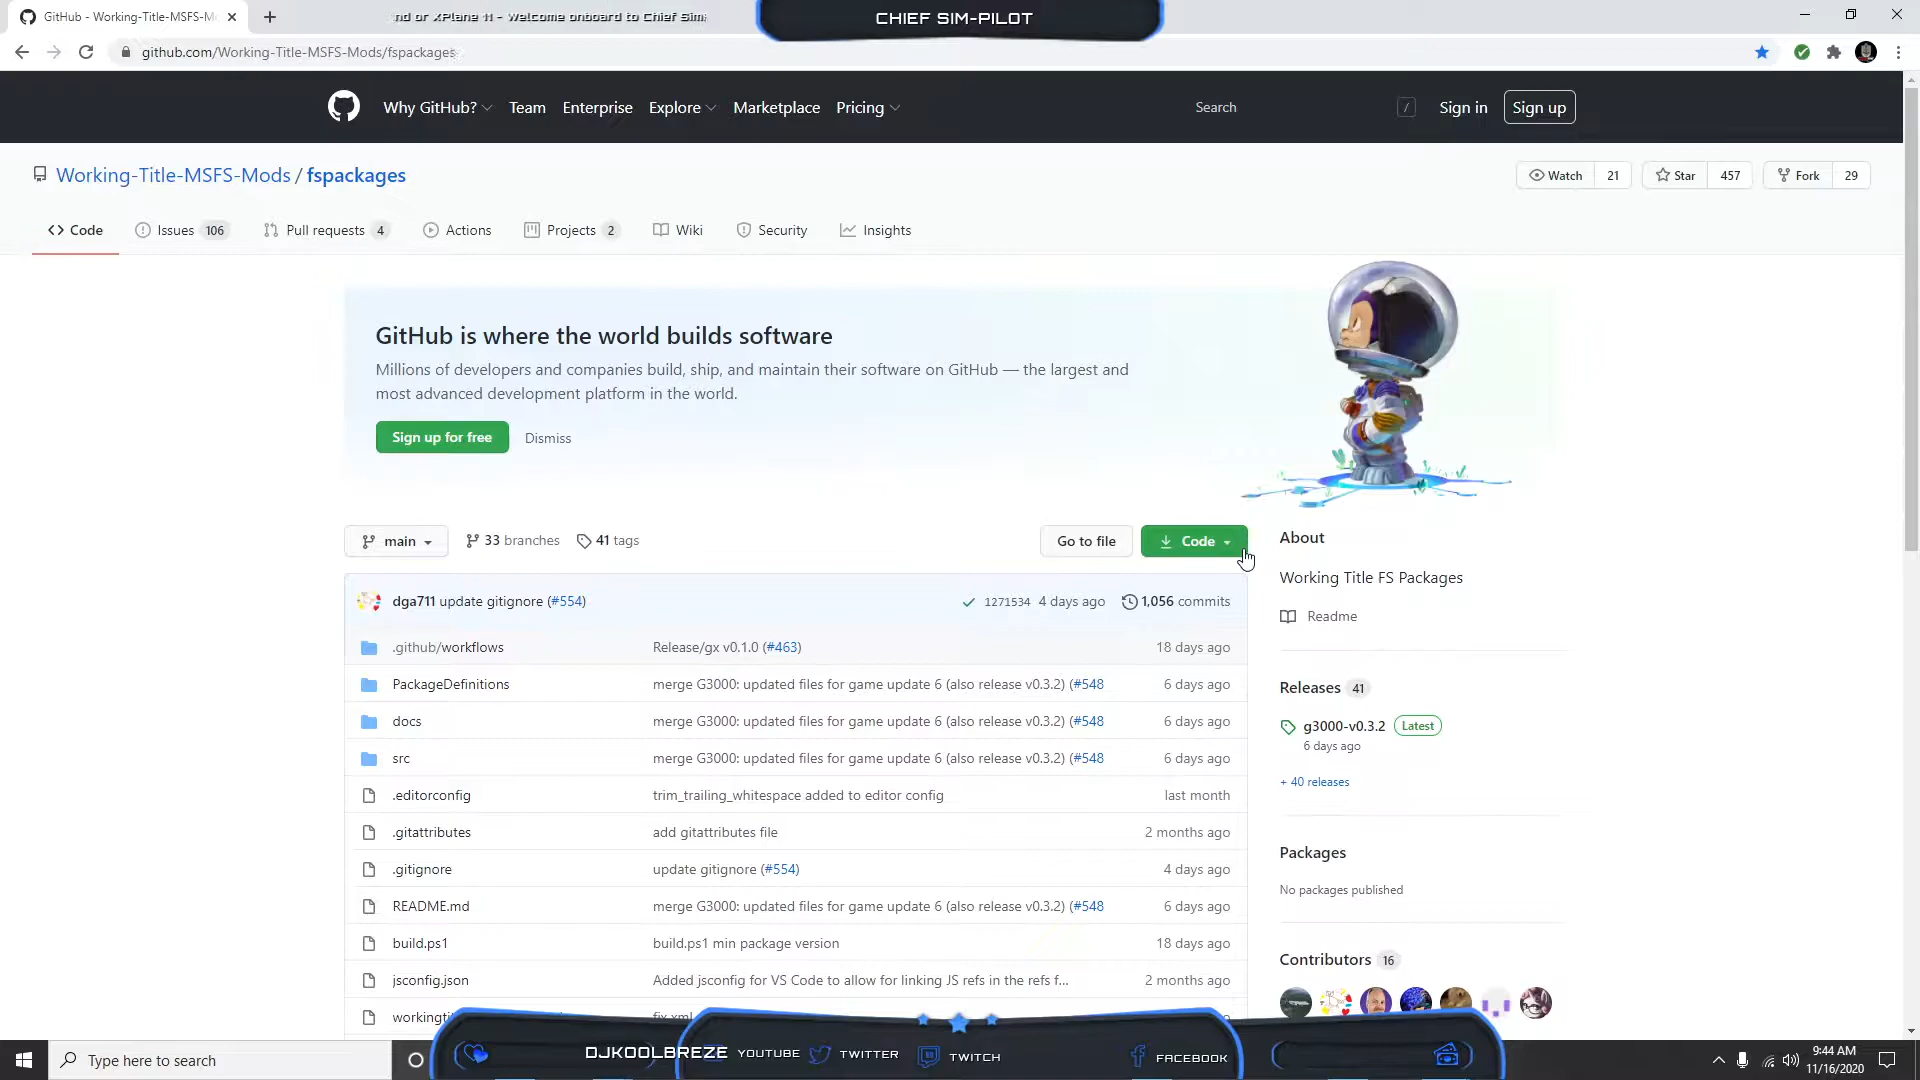 GitHub - Working-Title-MSFS-M
nd or XPlane 11 - Welcome onboard to Chief Sim
CHIEF SIM-PILOT
github.com/Working-Title-MSFS-Mods/fspackages
Why GitHub? Team Enterprise Explore Marketplace Pricing Search / Sign in Sign up
Working-Title-MSFS-Mods / fspackages
Watch 21 Star 457 Fork 29
Code Issues 106 Pull requests 4 Actions Projects 2 Wiki Security Insights
GitHub is where the world builds software
Millions of developers and companies build, ship, and maintain their software on GitHub — the largest and
most advanced development platform in the world.
Sign up for free Dismiss
main 33 branches 41 tags Go to file Code
dga711 update gitignore (#554) 1271534 4 days ago 1,056 commits
.github/workflows Release/gx v0.1.0 (#463) 18 days ago
PackageDefinitions merge G3000: updated files for game update 6 (also release v0.3.2) (#548 6 days ago
docs merge G3000: updated files for game update 6 (also release v0.3.2) (#548 6 days ago
src merge G3000: updated files for game update 6 (also release v0.3.2) (#548 6 days ago
.editorconfig trim_trailing_whitespace added to editor config last month
.gitattributes add gitattributes file 2 months ago
.gitignore update gitignore (#554) 4 days ago
README.md merge G3000: updated files for game update 6 (also release v0.3.2) (#548 6 days ago
build.ps1 build.ps1 min package version 18 days ago
jsconfig.json Added jsconfig for VS Code to allow for linking JS refs in the refs f... 2 months ago
workingti fix xml
About
Working Title FS Packages
Readme
Releases 41
g3000-v0.3.2 Latest
6 days ago
+ 40 releases
Packages
No packages published
Contributors 16
Type here to search
DJKOOLBREZE YOUTUBE TWITTER TWITCH FACEBOOK
9:44 AM
11/16/2020